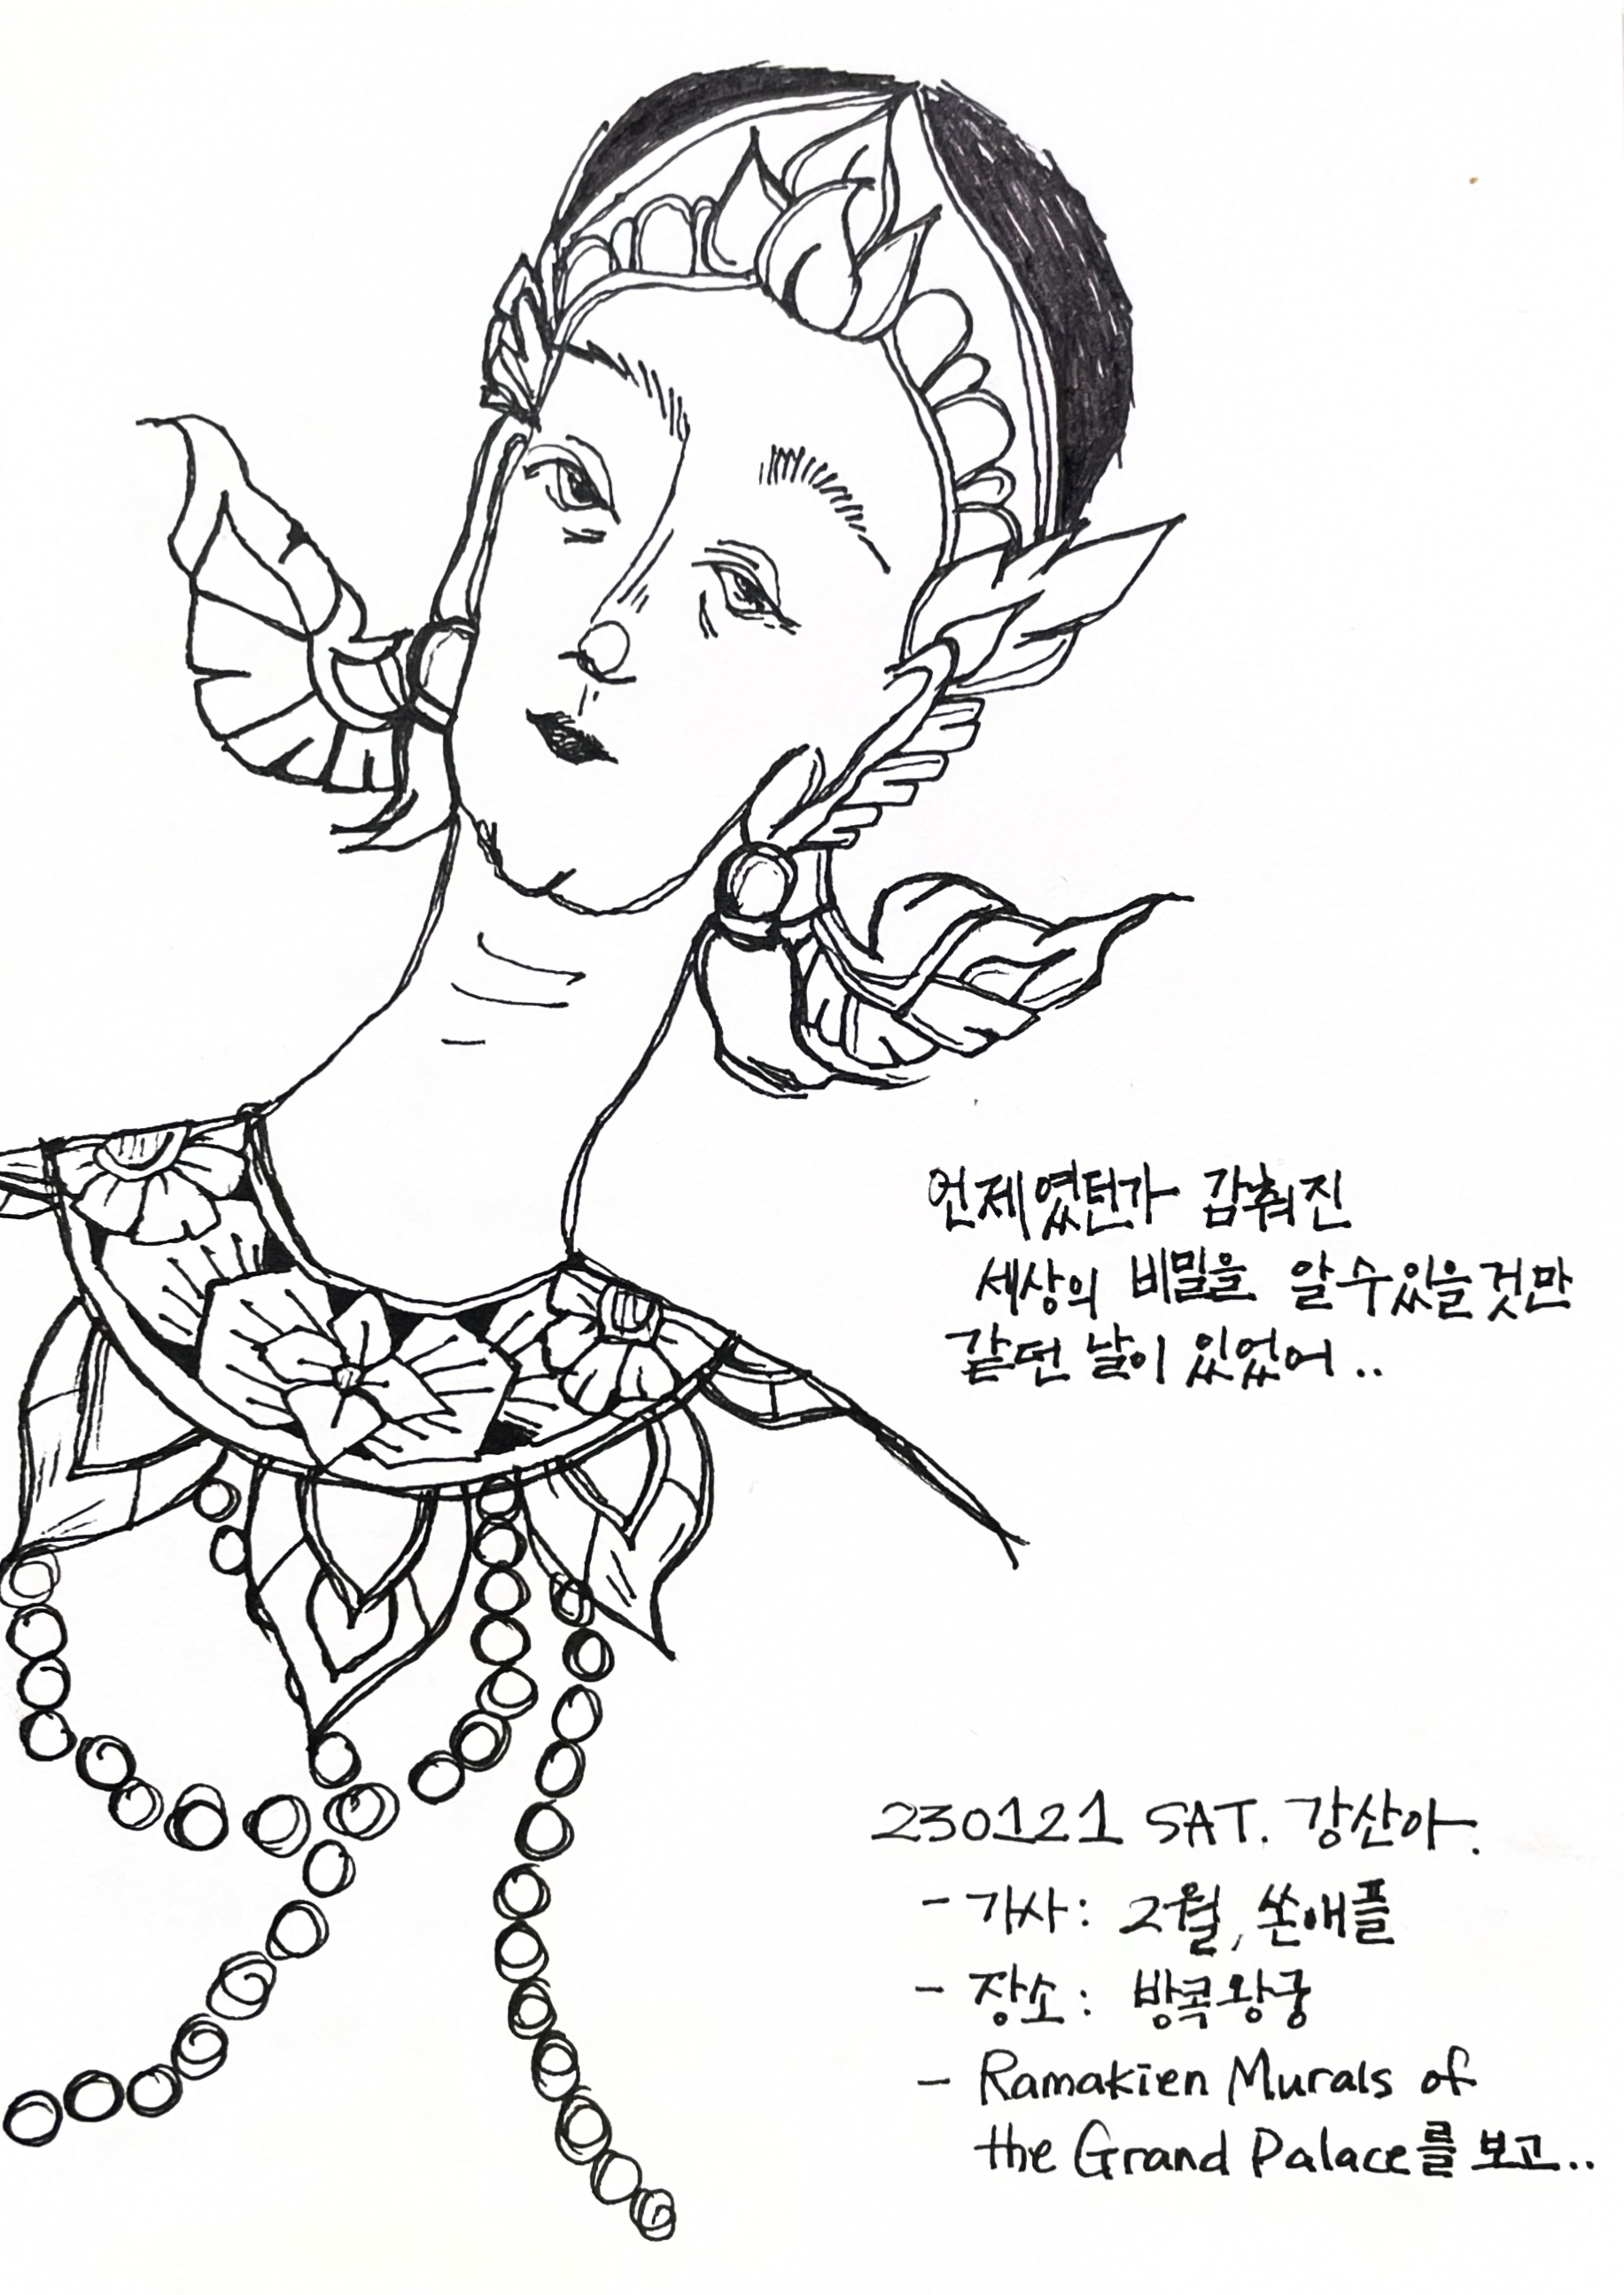 언제였던가 감춰진
세상의 비밀을 알 수 있을 것만
같던 날이 있었어..
230121 SAT. 강산아.
- 가사: 2월, 쏜애플
- 장소: 방콕왕궁
- Ramakien Murals of
the Grand Palace를 보고..